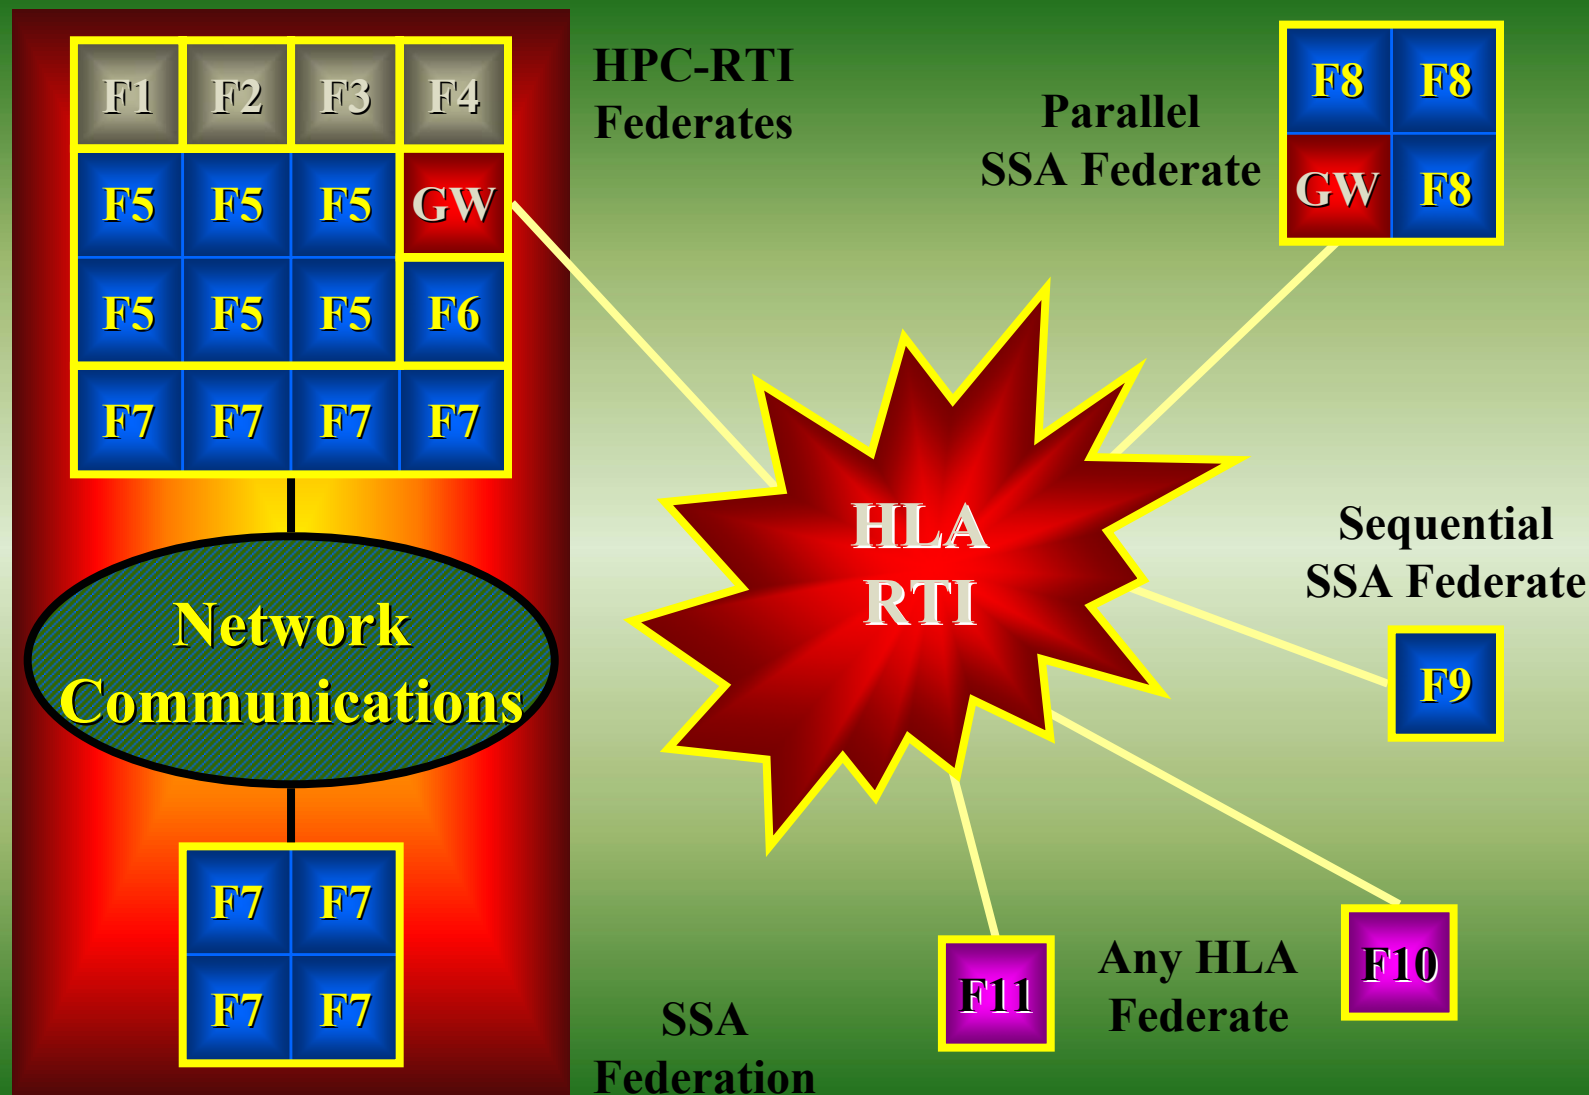 F1 F2 F3 F4
F5 F5 F5 GW
F5 F5 F5 F6
F7 F7 F7 F7
Network
Communications
F7 F7
F7 F7
HPC-RTI
Federates
Parallel
SSA Federate
F8 F8
GW F8
HLA
RTI
Sequential
SSA Federate
F9
F11
Any HLA
Federate
F10
SSA
Federation